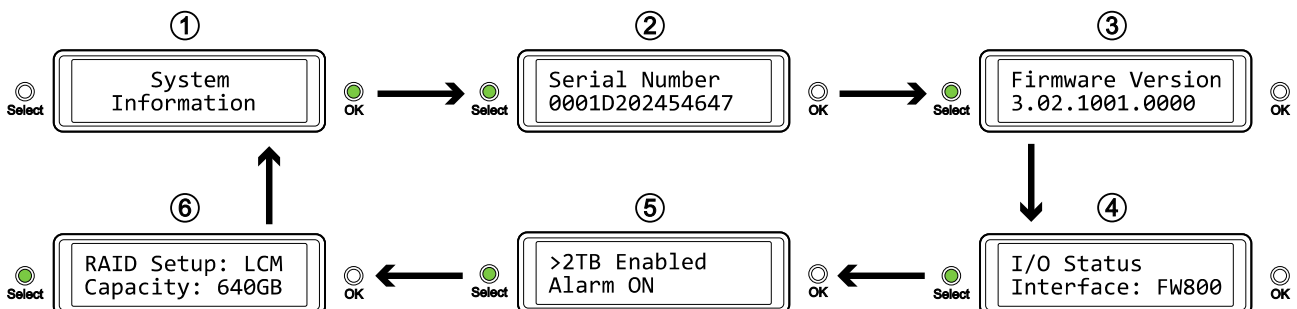 ①
System
Information
Select
OK
②
Serial Number
0001D202454647
Select
OK
③
Firmware Version
3.02.1001.0000
Select
OK
④
I/O Status
Interface: FW800
Select
OK
⑤
>2TB Enabled
Alarm ON
Select
OK
⑥
RAID Setup: LCM
Capacity: 640GB
Select
OK